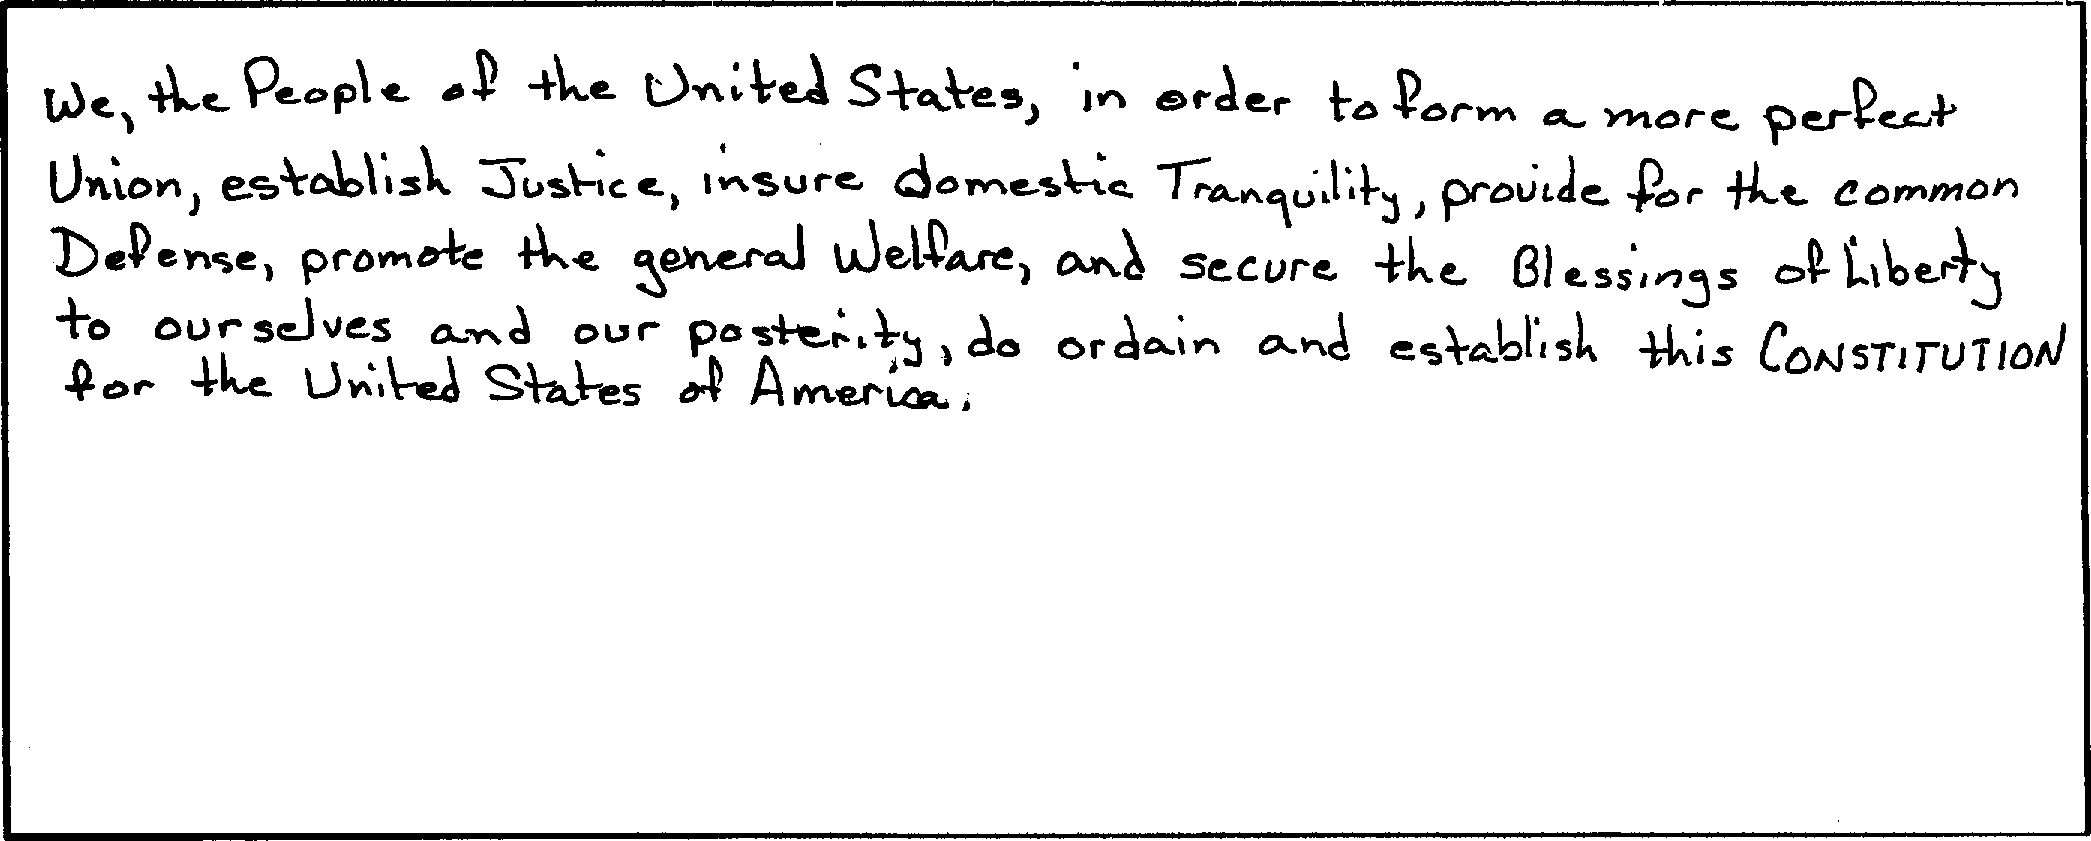 We, the People of the United States, in order to form a more perfect
Union, establish Justice, insure domestic Tranquility, provide for the common
Defense, promote the general Welfare, and secure the Blessings of Liberty
to ourselves and our posterity, do ordain and establish this CONSTITUTION
for the United States of America.